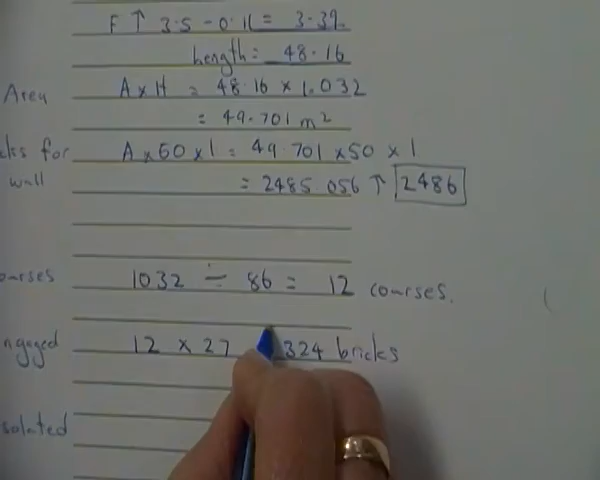 F ↑ 3.5 - 0.11 = 3.39
Length = 48.16
Area A x H = 48.16 x 1.032
= 49.701 m²
for A x 50 x 1 = 49.701 x 50 x 1
wall = 2485.056 ↑ 2486
1032 ÷ 86 = 12 courses.
12 x 27 324 bricks